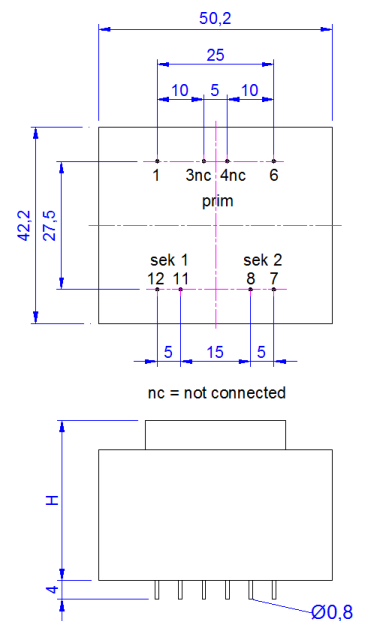 50,2
25
10 5 10
1 3nc 4nc 6
prim
42,2
27,5
sek 1 sek 2
12 11 8 7
5 15 5
nc = not connected
H
4
Ø0,8